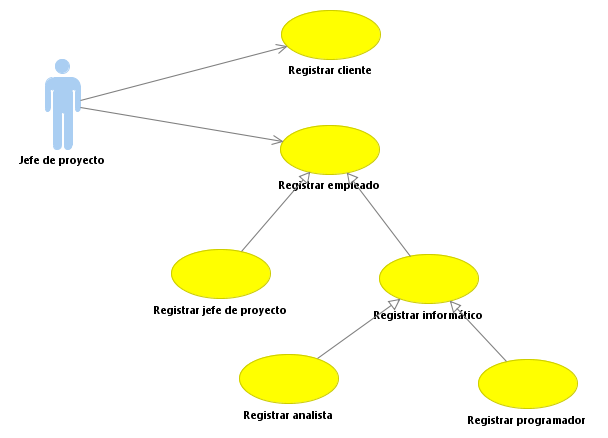 Registrar cliente
Jefe de proyecto
Registrar empleado
Registrar jefe de proyecto
Registrar informático
Registrar analista
Registrar programador